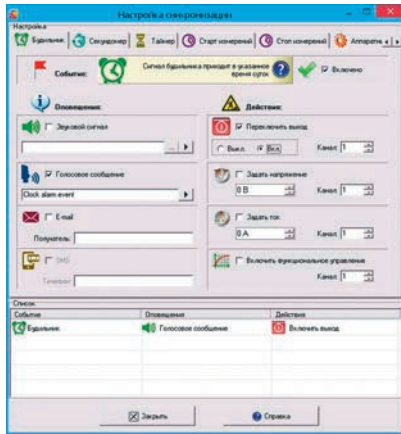 Настройка синхронизации
Настройка
Будильник Секундомер Таймер Старт измерений Стоп измерений Аппаратн
Событие: Сигнал будильника приходит в указанное время суток Включено
Оповещения: Действия:
Звуковой сигнал Переключить выход
... Выкл Вкл Канал 1
Голосовое сообщение Задать напряжение
Clock alarm event 0 В Канал 1
E-mail Задать ток
Получатель: 0 А Канал 1
SMS Включить функциональное управление
Телефон: Канал 1
Список
Событие Оповещения Действия
Будильник Голосовое сообщение Включить выход
Закрыть Справка